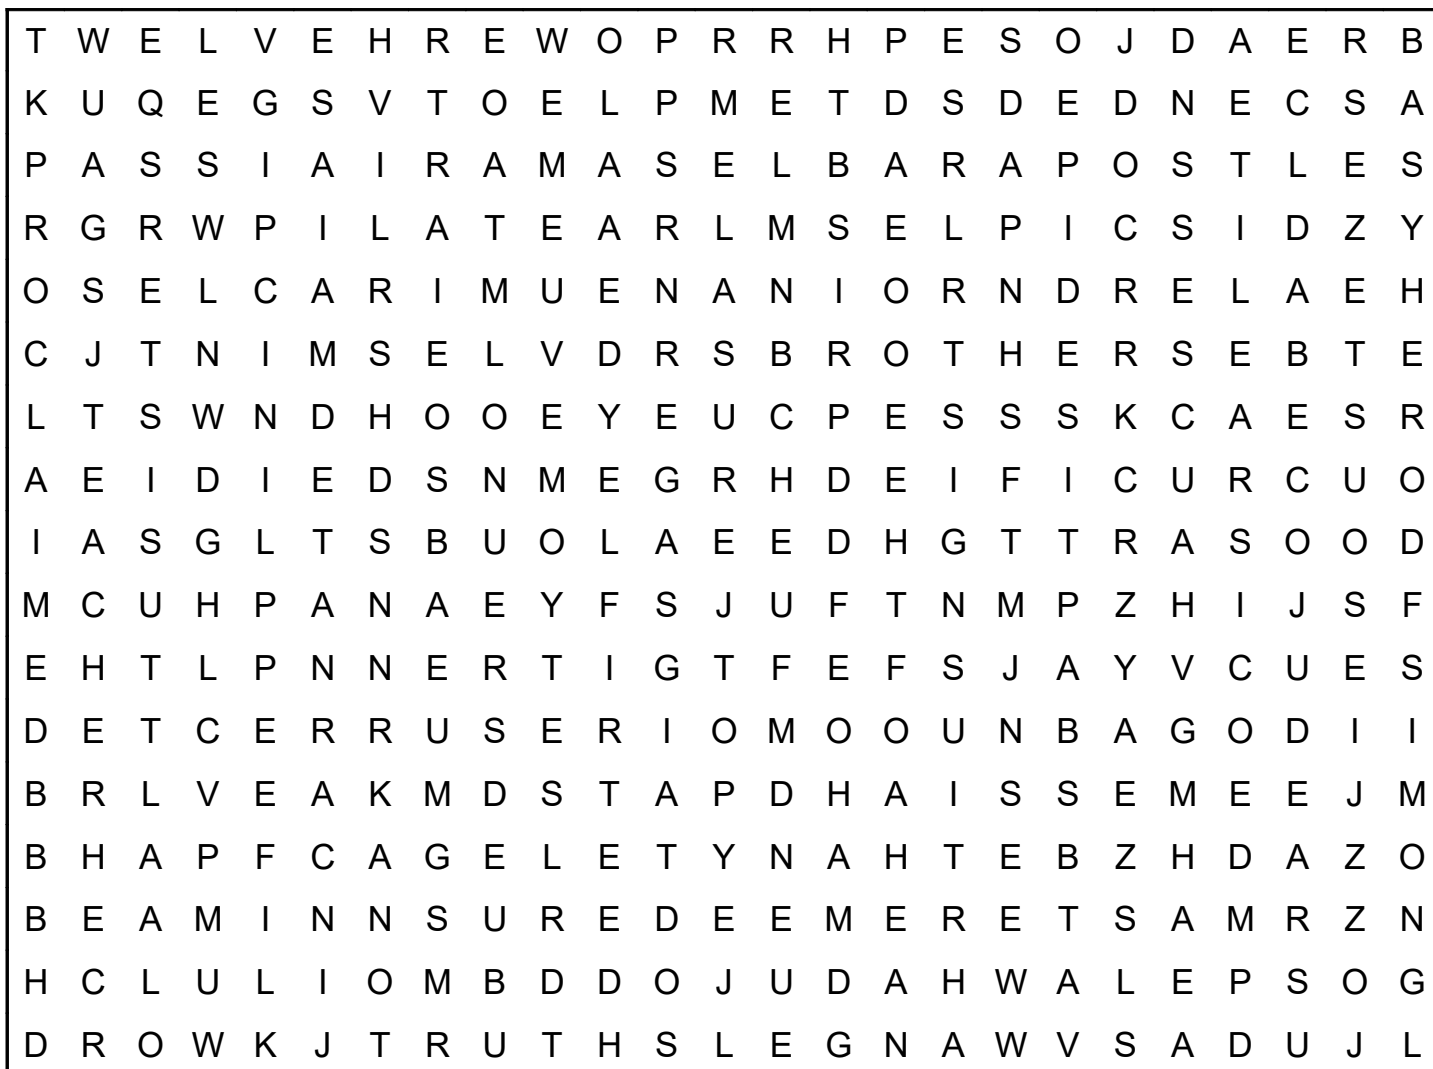 T W E L V E H R E W O P R R H P E S O J D A E R B
K U Q E G S V T O E L P M E T D S D E D N E C S A
P A S S I A I R A M A S E L B A R A P O S T L E S
R G R W P I L A T E A R L M S E L P I C S I D Z Y
O S E L C A R I M U E N A N I O R N D R E L A E H
C J T N I M S E L V D R S B R O T H E R S E B T E
L T S W N D H O O E Y E U C P E S S S K C A E S R
A E I D I E D S N M E G R H D E I F I C U R C U O
I A S G L T S B U O L A E E D H G T T R A S O O D
M C U H P A N A E Y F S J U F T N M P Z H I J S F
E H T L P N N E R T I G T F E F S J A Y V C U E S
D E T C E R R U S E R I O M O O U N B A G O D I I
B R L V E A K M D S T A P D H A I S S E M E E J M
B H A P F C A G E L E T Y N A H T E B Z H D A Z O
B E A M I N N S U R E D E E M E R E T S A M R Z N
H C L U L I O M B D D O J U D A H W A L E P S O G
D R O W K J T R U T H S L E G N A W V S A D U J L